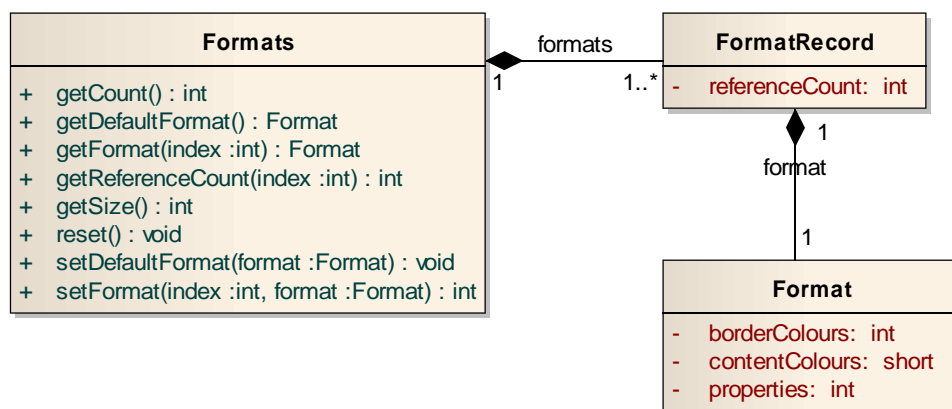 Formats
+ getCount() : int
+ getDefaultFormat() : Format
+ getFormat(index :int) : Format
+ getReferenceCount(index :int) : int
+ getSize() : int
+ reset() : void
+ setDefaultFormat(format :Format) : void
+ setFormat(index :int, format :Format) : int
formats
1
1..*
FormatRecord
- referenceCount: int
1
format
1
Format
- borderColours: int
- contentColours: short
- properties: int